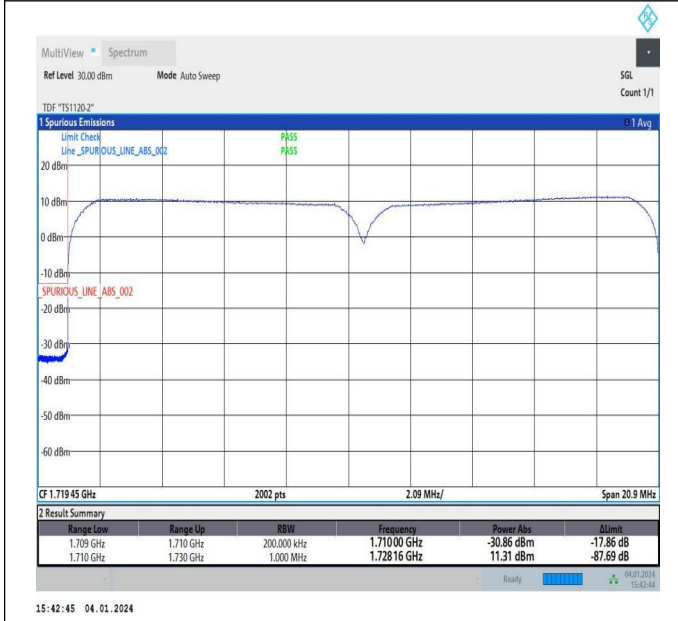 R S
MultiView Spectrum
Ref Level 30.00 dBm Mode Auto Sweep SGL
Count 1/1
TDF "TS1120-2"
1 Spurious Emissions 1 Avg
Limit Check PASS
Line _SPURIOUS_LINE_ABS_002 PASS
20 dBm
10 dBm
0 dBm
-10 dBm
_SPURIOUS_LINE_ABS_002
-20 dBm
-30 dBm
-40 dBm
-50 dBm
-60 dBm
CF 1.719 45 GHz 2002 pts 2.09 MHz/ Span 20.9 MHz
2 Result Summary
Range Low Range Up RBW Frequency Power Abs ΔLimit
1.709 GHz 1.710 GHz 200.000 kHz 1.71000 GHz -30.86 dBm -17.86 dB
1.710 GHz 1.730 GHz 1.000 MHz 1.72816 GHz 11.31 dBm -87.69 dB
Ready 04.01.2024
15:42:44
15:42:45 04.01.2024